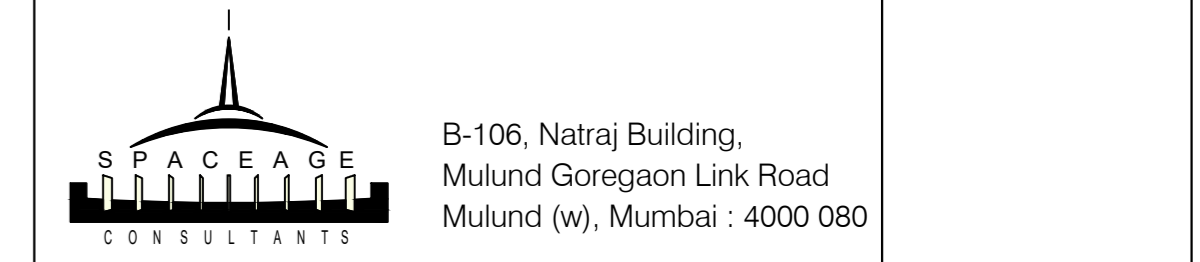 SPACEAGE
CONSULTANTS
B-106, Natraj Building,
Mulund Goregaon Link Road
Mulund (w), Mumbai : 4000 080